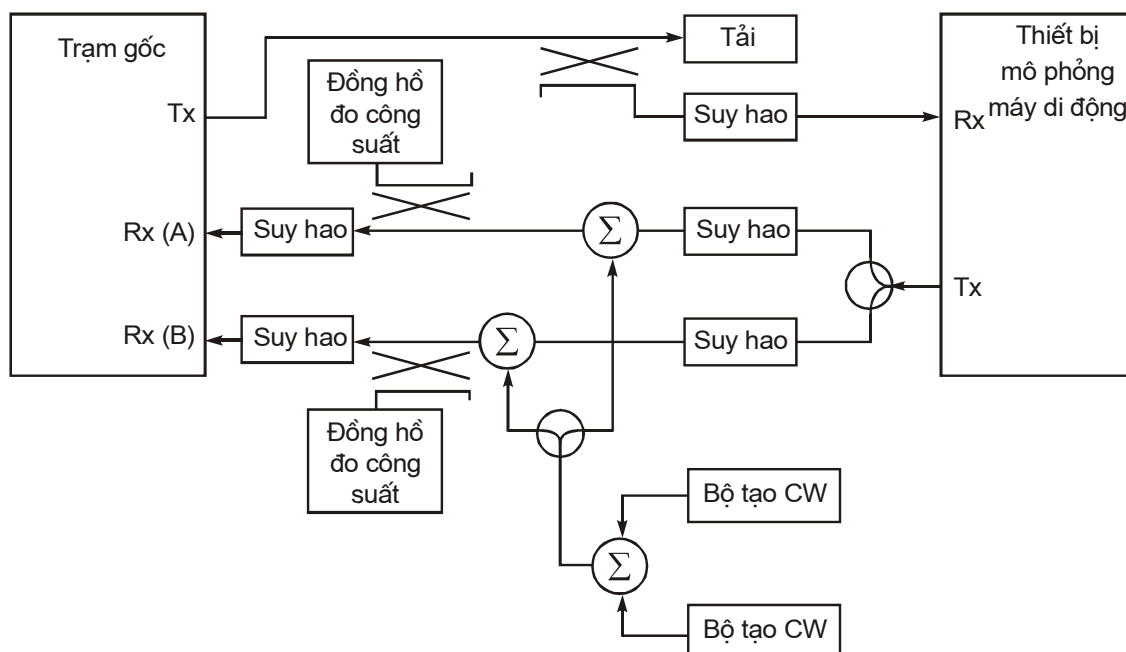 Trạm gốc
Tx
Rx (A)
Rx (B)
Đồng hồ
đo công
suất
Suy hao
Suy hao
Đồng hồ
đo công
suất
Σ
Σ
Σ
Tải
Suy hao
Suy hao
Suy hao
Bộ tạo CW
Bộ tạo CW
Thiết bị
mô phỏng
máy di động
Rx
Tx